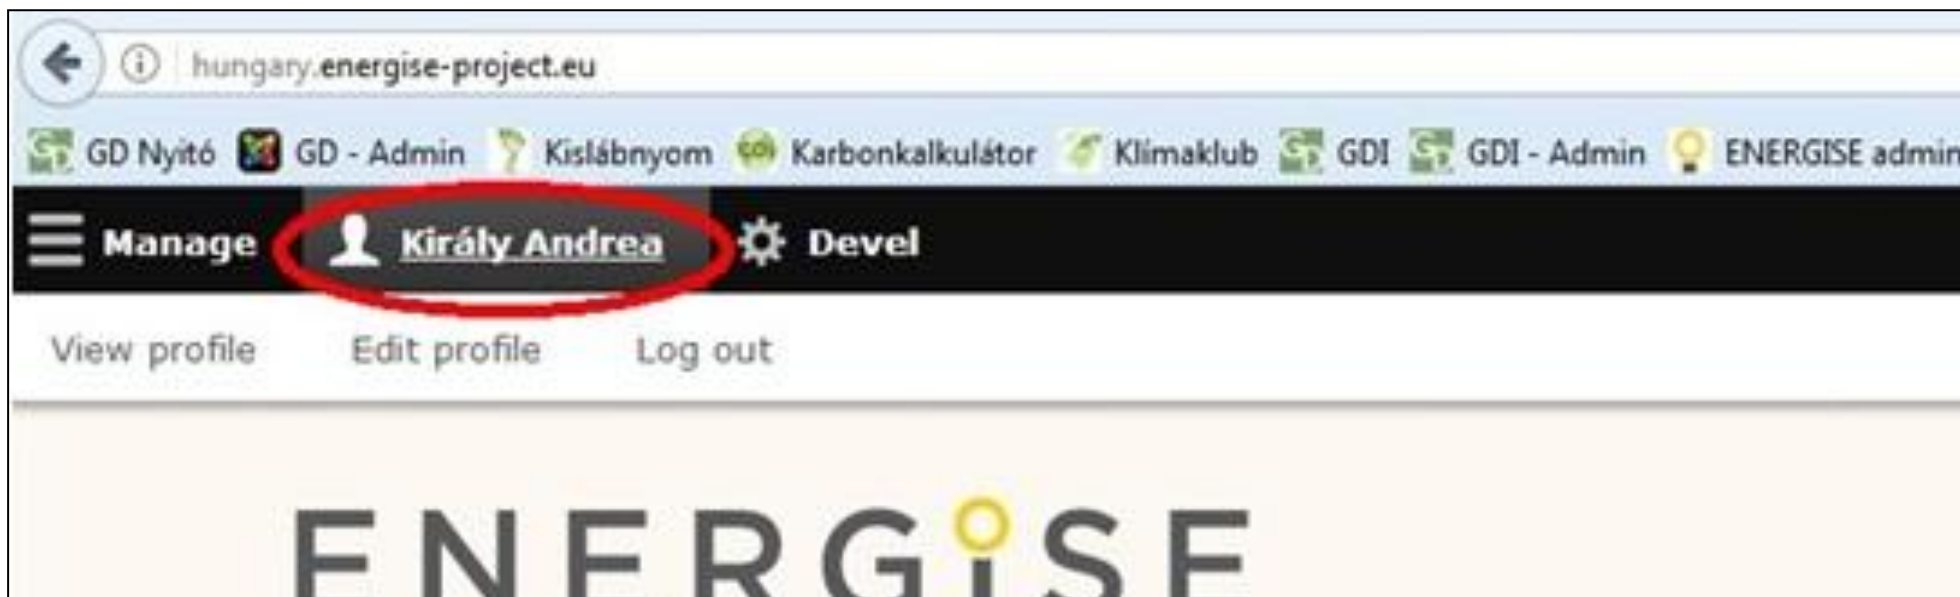 hungary.energise-project.eu
GD Nyitó GD - Admin Kislábnyom Karbonkalkulátor Klímaklub GDI GDI - Admin ENERGISE admin
Manage Király Andrea Devel
View profile Edit profile Log out
ENERGISE